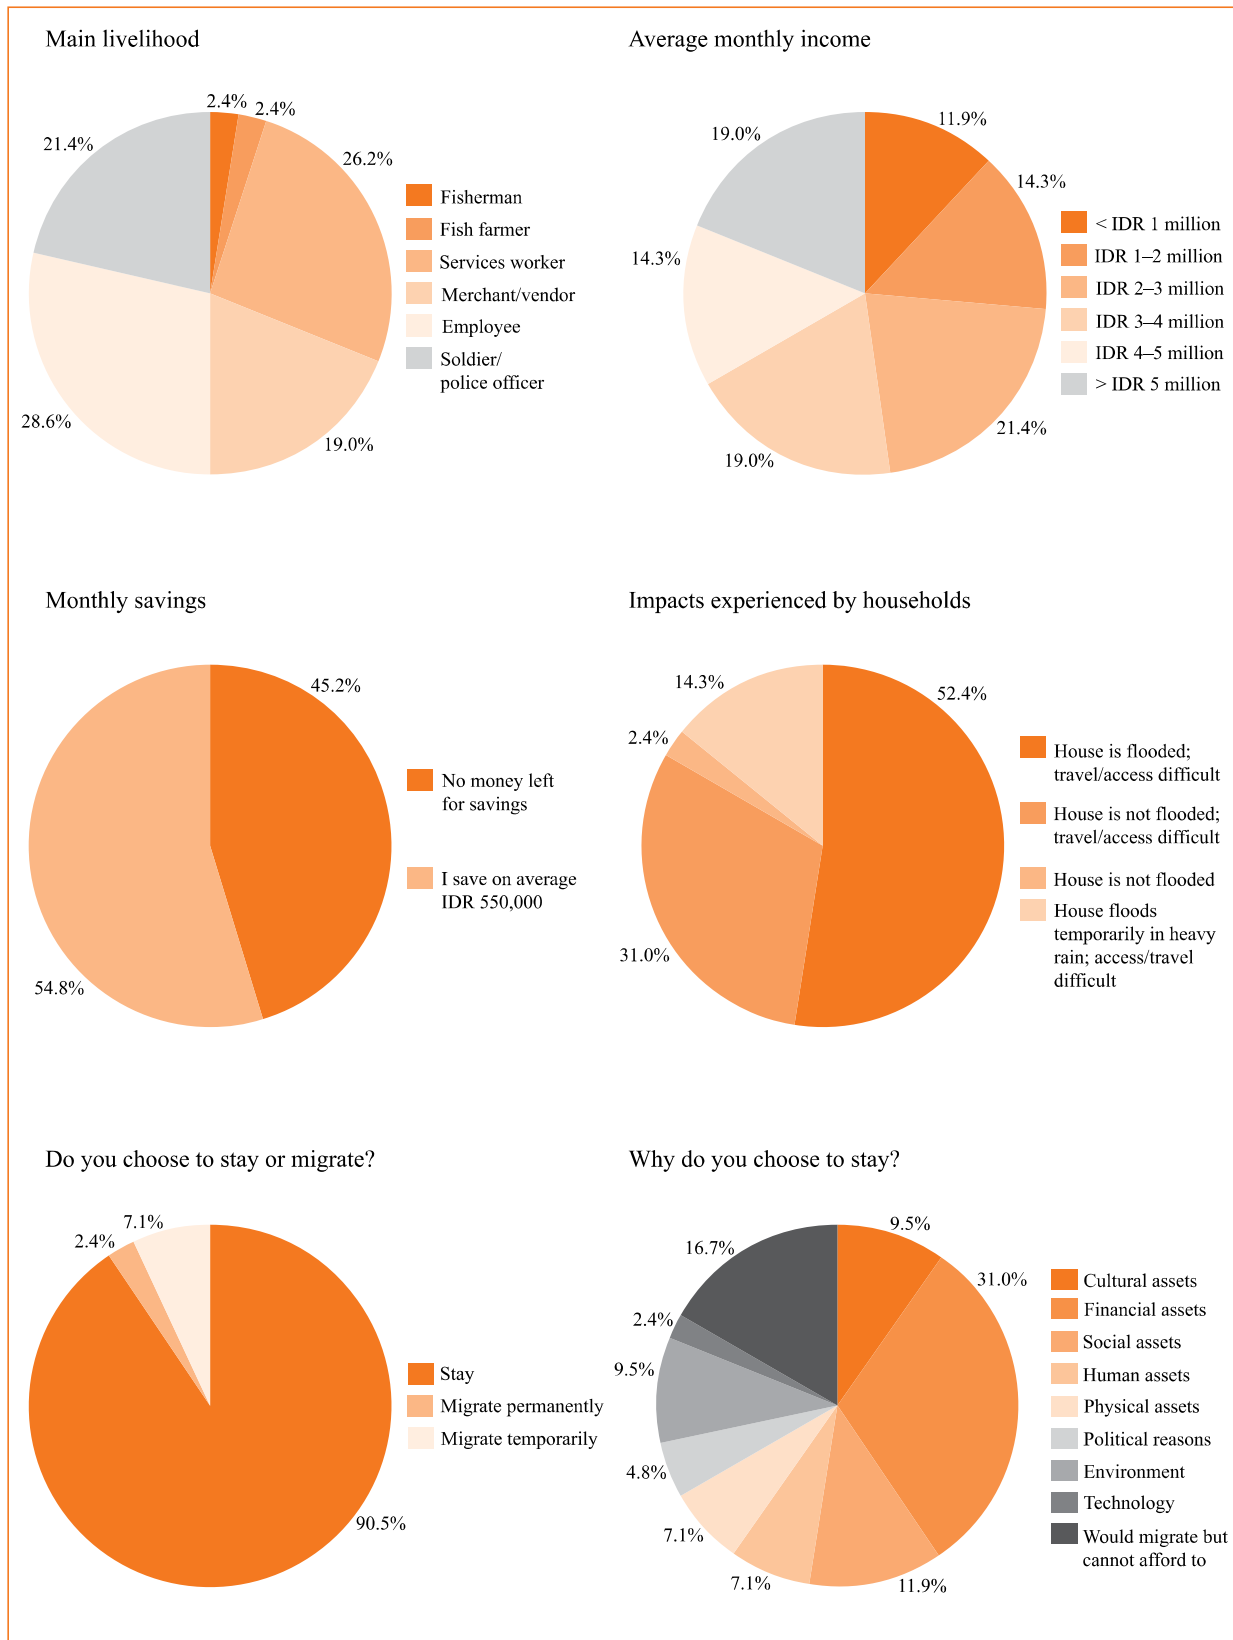 Main livelihood
2.4%
2.4%
26.2%
19.0%
28.6%
21.4%
Fisherman
Fish farmer
Services worker
Merchant/vendor
Employee
Soldier/
police officer
Average monthly income
11.9%
14.3%
21.4%
19.0%
14.3%
19.0%
< IDR 1 million
IDR 1–2 million
IDR 2–3 million
IDR 3–4 million
IDR 4–5 million
> IDR 5 million
Monthly savings
45.2%
54.8%
No money left
for savings
I save on average
IDR 550,000
Impacts experienced by households
52.4%
31.0%
2.4%
14.3%
House is flooded;
travel/access difficult
House is not flooded;
travel/access difficult
House is not flooded
House floods
temporarily in heavy
rain; access/travel
difficult
Do you choose to stay or migrate?
90.5%
2.4%
7.1%
Stay
Migrate permanently
Migrate temporarily
Why do you choose to stay?
9.5%
31.0%
11.9%
7.1%
7.1%
4.8%
9.5%
2.4%
16.7%
Cultural assets
Financial assets
Social assets
Human assets
Physical assets
Political reasons
Environment
Technology
Would migrate but
cannot afford to